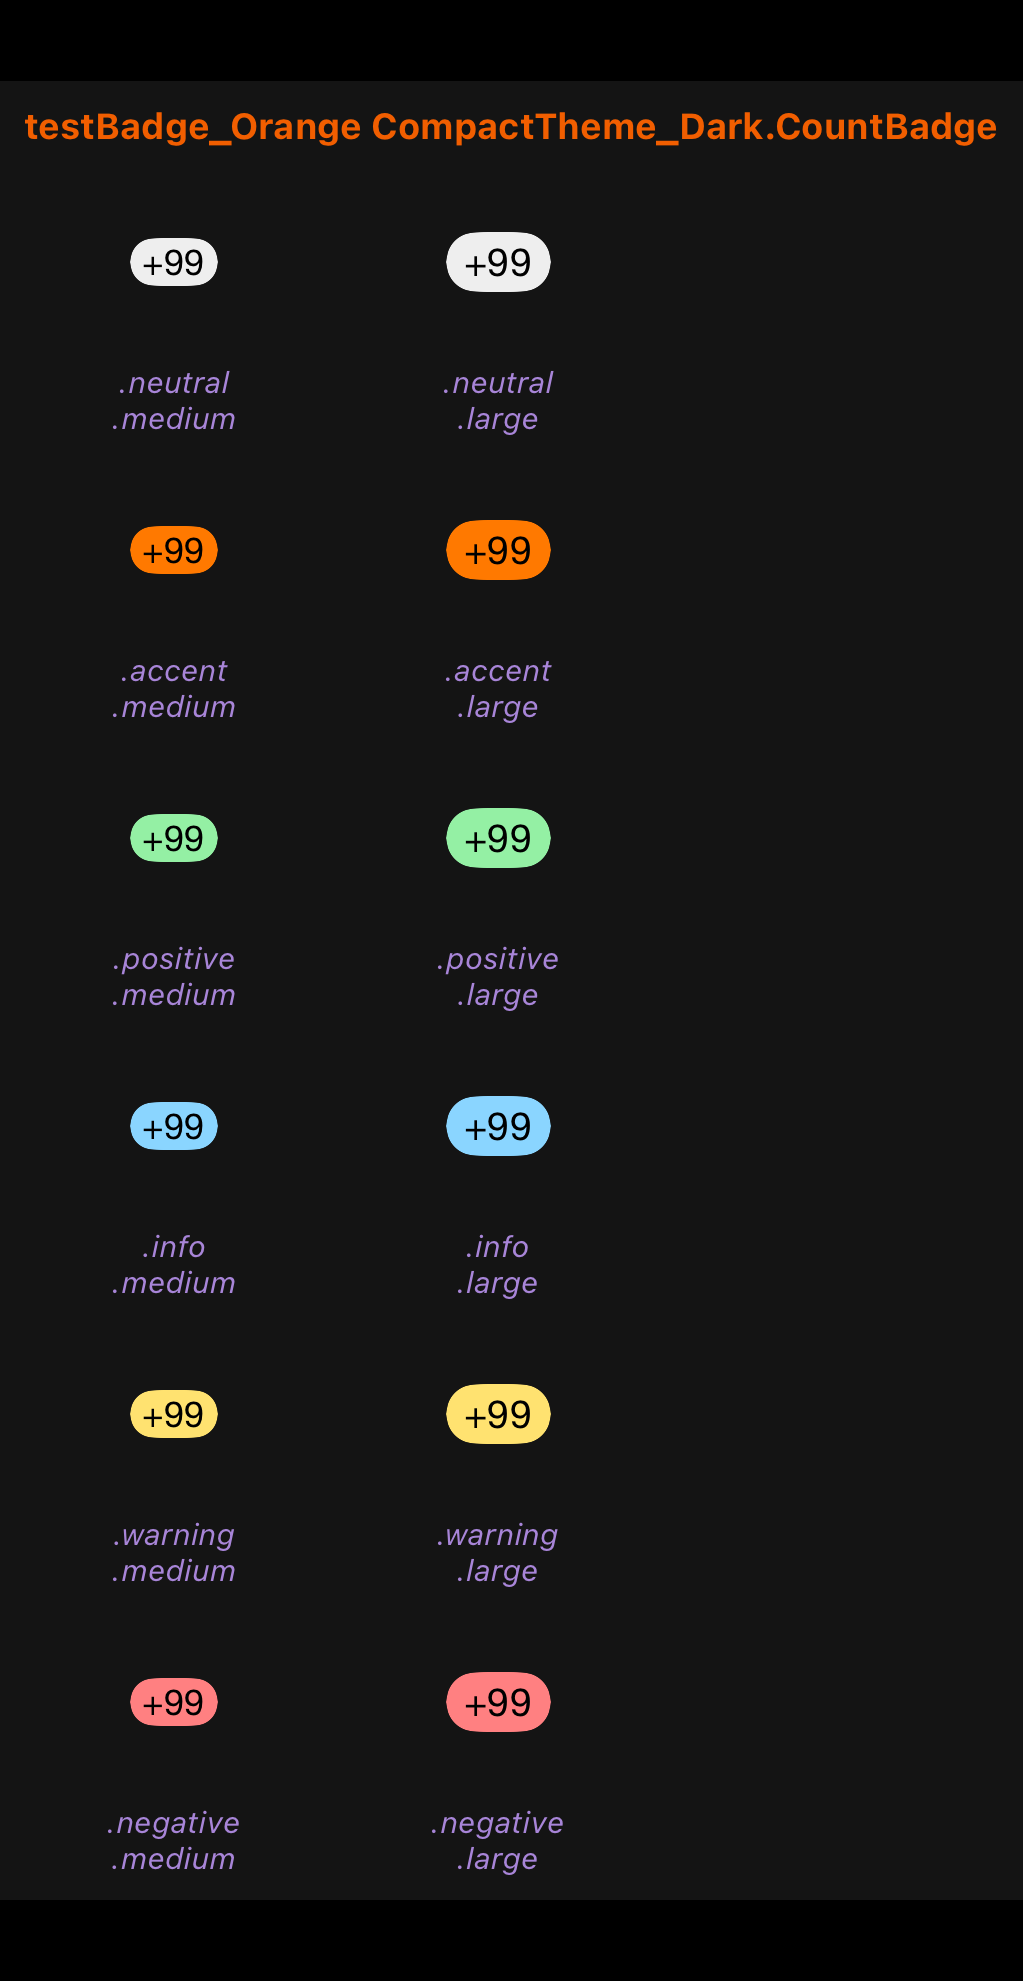 testBadge_Orange CompactTheme_Dark.CountBadge
+99 +99
.neutral .neutral
.medium .large
+99 +99
.accent .accent
.medium .large
+99 +99
.positive .positive
.medium .large
+99 +99
.info .info
.medium .large
+99 +99
.warning .warning
.medium .large
+99 +99
.negative .negative
.medium .large